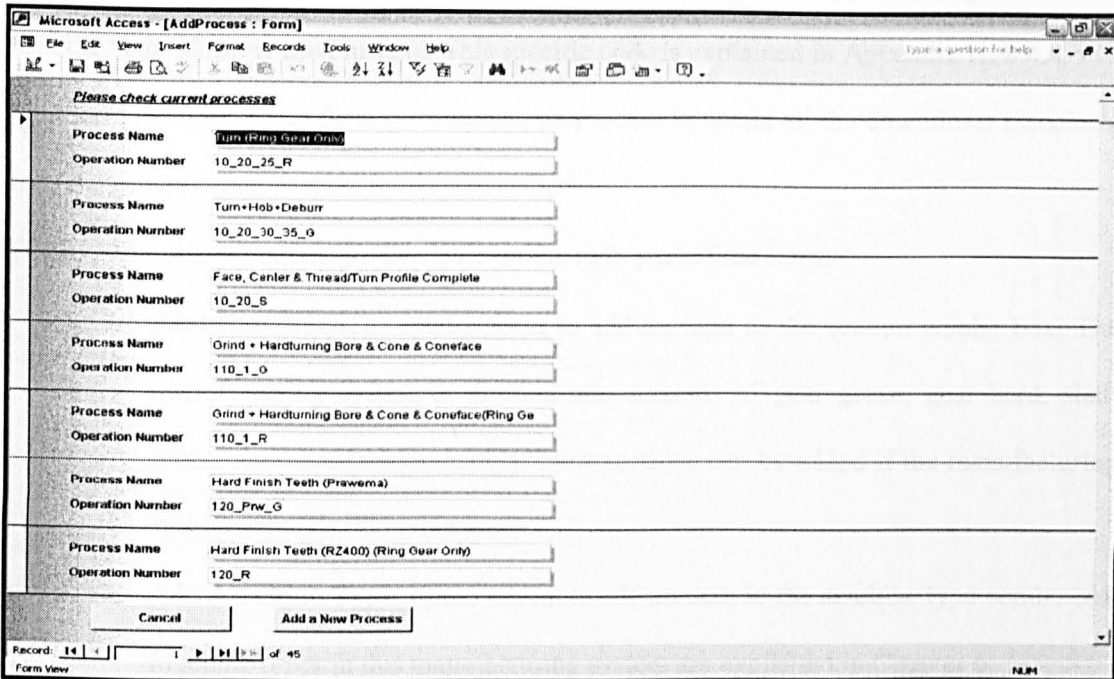 Microsoft Access - [AddProcess : Form]
File Edit View Insert Format Records Tools Window Help
Type a question for help
Please check current processes
Process Name Turn (Ring Gear Only)
Operation Number 10_20_25_R
Process Name Turn+Hob+Deburr
Operation Number 10_20_30_35_G
Process Name Face, Center & Thread/Turn Profile Complete
Operation Number 10_20_S
Process Name Grind + Hardturning Bore & Cone & Coneface
Operation Number 110_1_G
Process Name Grind + Hardturning Bore & Cone & Coneface(Ring Ge
Operation Number 110_1_R
Process Name Hard Finish Teeth (Prawema)
Operation Number 120_Prw_G
Process Name Hard Finish Teeth (RZ400) (Ring Gear Only)
Operation Number 120_R
Cancel Add a New Process
Record: 1 of 45
Form View NUM